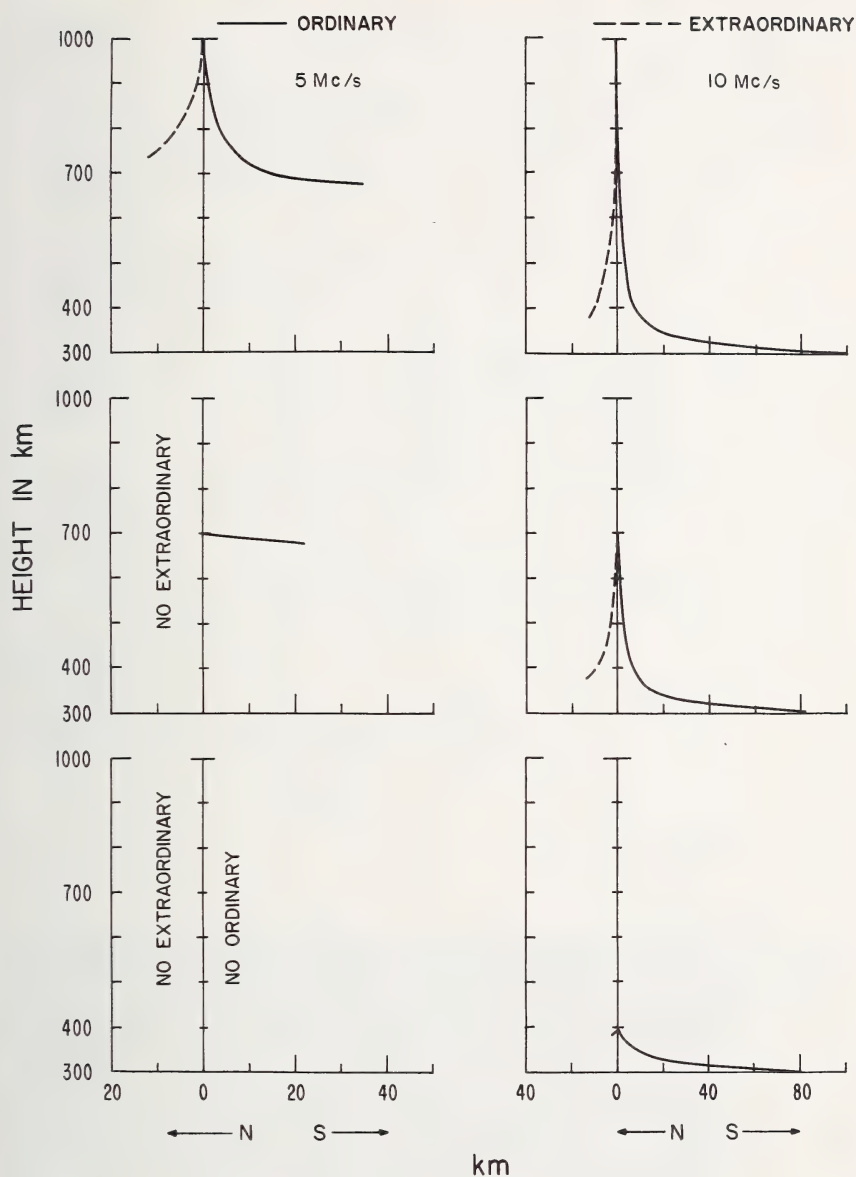 ORDINARY
EXTRAORDINARY
1000
700
400
300
5 Mc/s
10 Mc/s
1000
700
400
300
NO EXTRAORDINARY
1000
700
400
300
NO EXTRAORDINARY
NO ORDINARY
HEIGHT IN km
20 0 20 40
40 0 40 80
N S
N S
km